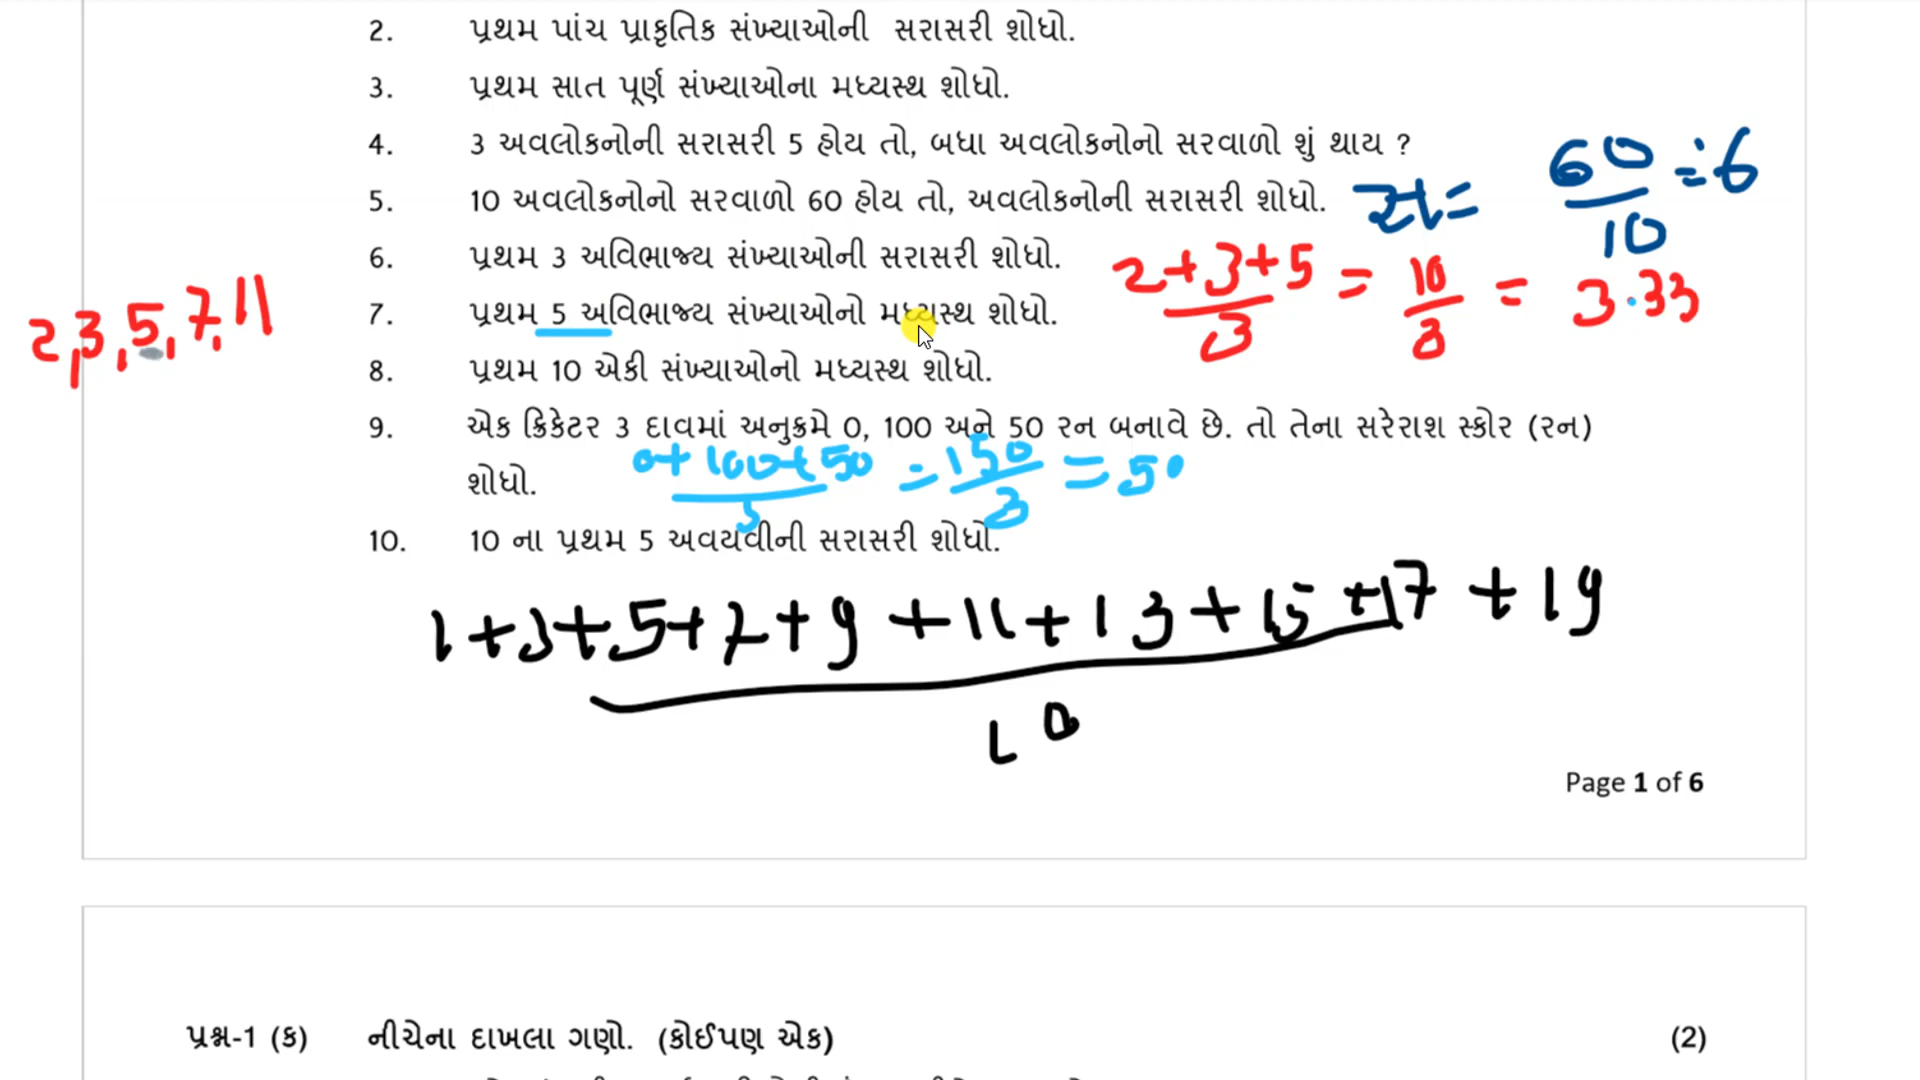 2. પ્રથમ પાંચ પ્રાકૃતિક સંખ્યાઓની સરાસરી શોધો.
3. પ્રથમ સાત પૂર્ણ સંખ્યાઓના મધ્યસ્થ શોધો.
4. 3 અવલોકનોની સરાસરી 5 હોય તો, બધા અવલોકનોનો સરવાળો શું થાય ?
5. 10 અવલોકનોનો સરવાળો 60 હોય તો, અવલોકનોની સરાસરી શોધો.
સા = 60/10 = 6
6. પ્રથમ 3 અવિભાજ્ય સંખ્યાઓની સરાસરી શોધો.
2+3+5/3 = 10/3 = 3.33
2,3,5,7,11
7. પ્રથમ 5 અવિભાજ્ય સંખ્યાઓનો મધ્યસ્થ શોધો.
8. પ્રથમ 10 એકી સંખ્યાઓનો મધ્યસ્થ શોધો.
9. એક ક્રિકેટર 3 દાવમાં અનુક્રમે 0, 100 અને 50 રન બનાવે છે. તો તેના સરેરાશ સ્કોર (રન)
શોધો.
0+100+50/3 = 150/3 = 50
10. 10 ના પ્રથમ 5 અવયવીની સરાસરી શોધો.
1+3+5+7+9+11+13+15+17+19
10
Page 1 of 6
પ્રશ્ન-1 (ક) નીચેના દાખલા ગણો. (કોઈપણ એક) (2)